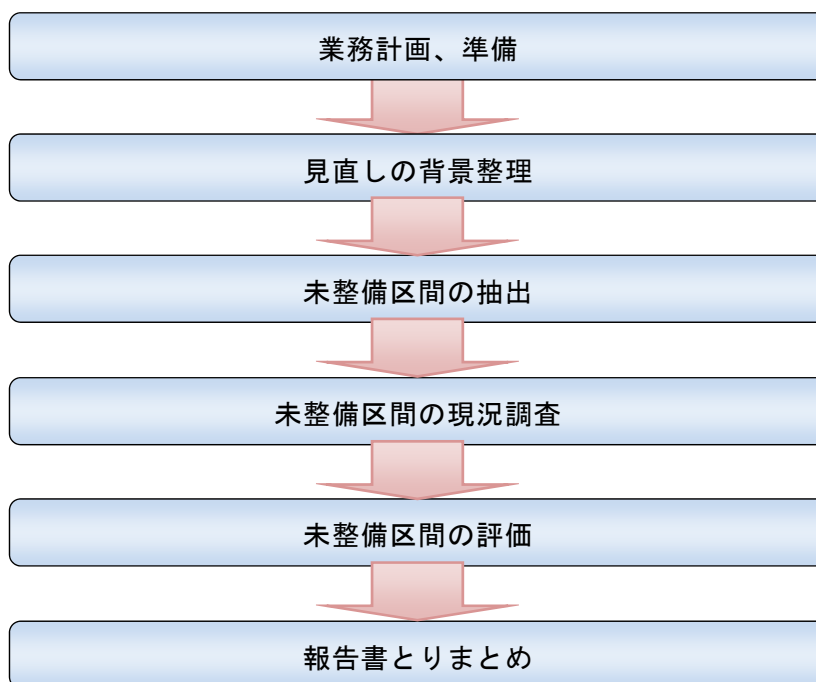 業務計画、準備
見直しの背景整理
未整備区間の抽出
未整備区間の現況調査
未整備区間の評価
報告書とりまとめ